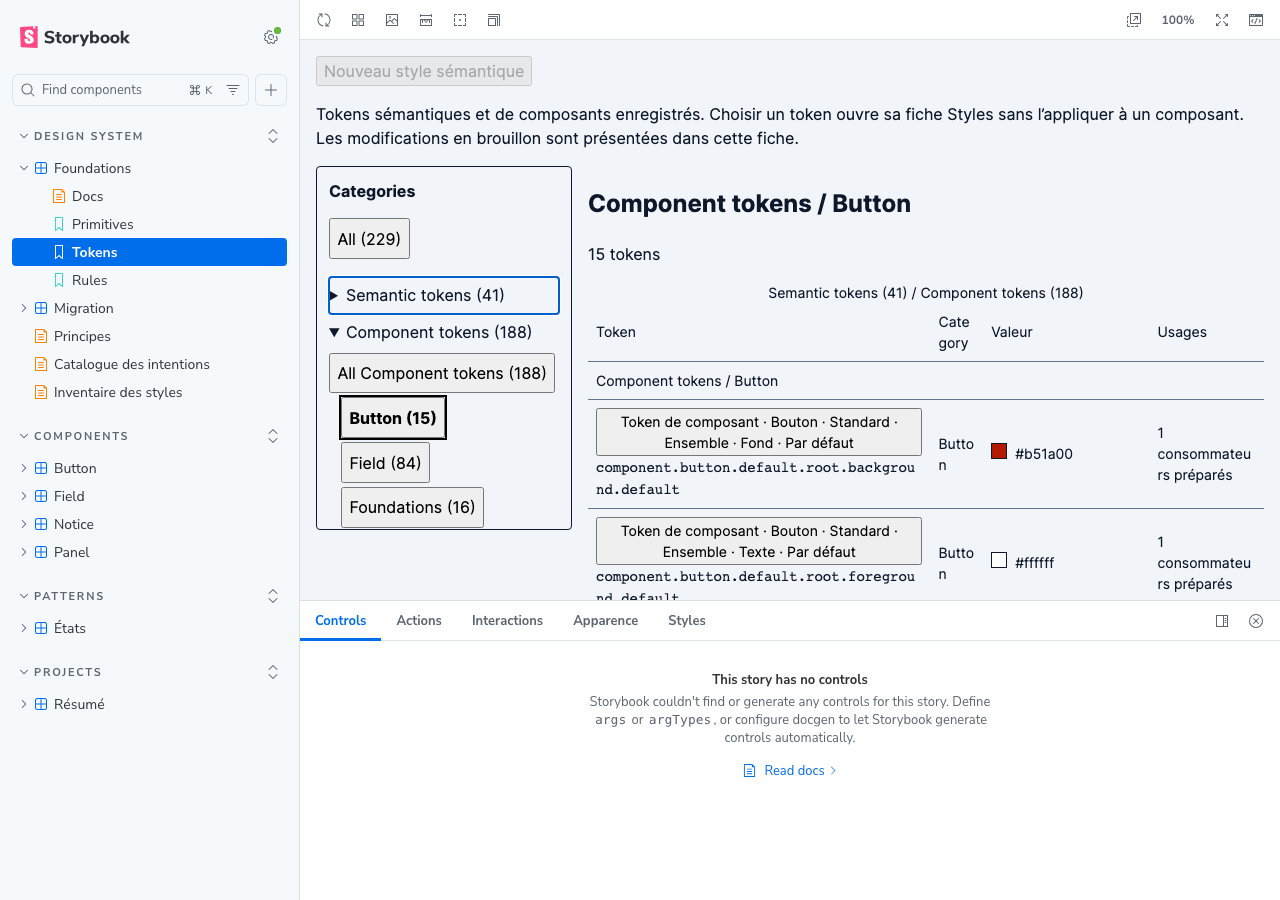 Storybook
Find components
⌘ K
DESIGN SYSTEM
Foundations
Docs
Primitives
Tokens
Rules
Migration
Principes
Catalogue des intentions
Inventaire des styles
COMPONENTS
Button
Field
Notice
Panel
PATTERNS
États
PROJECTS
Résumé
100%
Nouveau style sémantique
Tokens sémantiques et de composants enregistrés. Choisir un token ouvre sa fiche Styles sans l’appliquer à un composant.
Les modifications en brouillon sont présentées dans cette fiche.
Categories
All (229)
Semantic tokens (41)
Component tokens (188)
All Component tokens (188)
Button (15)
Field (84)
Foundations (16)
Component tokens / Button
15 tokens
Semantic tokens (41) / Component tokens (188)
Token
Cate
gory
Valeur
Usages
Component tokens / Button
Token de composant · Bouton · Standard ·
Ensemble · Fond · Par défaut
component.button.default.root.backgrou
nd.default
Butto
n
#b51a00
1
consommateu
rs préparés
Token de composant · Bouton · Standard ·
Ensemble · Texte · Par défaut
component.button.default.root.foregrou
nd.default
Butto
n
#ffffff
1
consommateu
rs préparés
Controls
Actions
Interactions
Apparence
Styles
This story has no controls
Storybook couldn't find or generate any controls for this story. Define
args or argTypes, or configure docgen to let Storybook generate
controls automatically.
Read docs